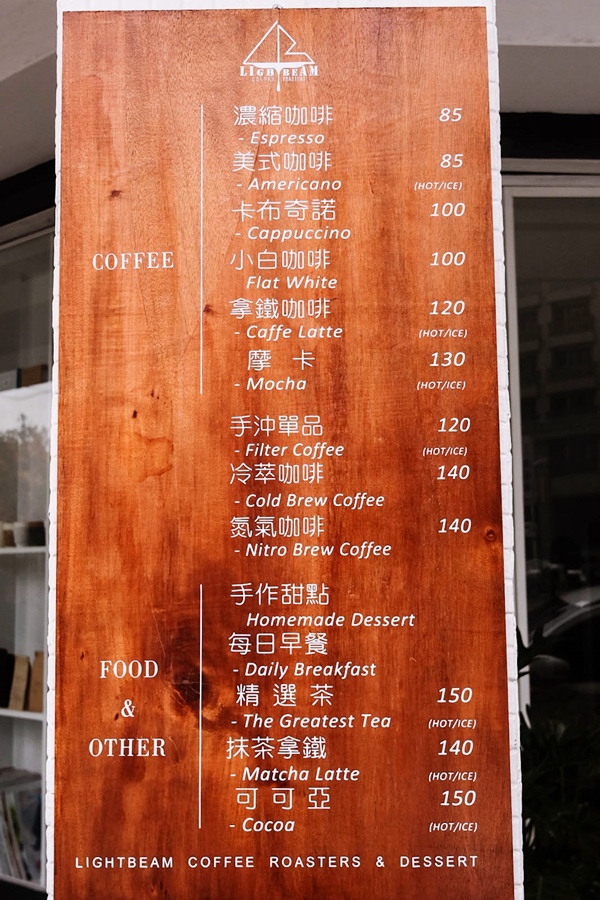 LIGHTBEAM
COFFEE ROASTERS
濃縮咖啡 85
- Espresso
美式咖啡 85
- Americano (HOT/ICE)
卡布奇諾 100
- Cappuccino
COFFEE
小白咖啡 100
Flat White
拿鐵咖啡 120
- Caffe Latte (HOT/ICE)
摩 卡 130
- Mocha (HOT/ICE)
手沖單品 120
- Filter Coffee (HOT/ICE)
冷萃咖啡 140
- Cold Brew Coffee
氮氣咖啡 140
- Nitro Brew Coffee
FOOD
&
OTHER
手作甜點
Homemade Dessert
每日早餐
- Daily Breakfast
精 選 茶 150
- The Greatest Tea (HOT/ICE)
抹茶拿鐵 140
- Matcha Latte (HOT/ICE)
可 可 亞 150
- Cocoa (HOT/ICE)
LIGHTBEAM COFFEE ROASTERS & DESSERT